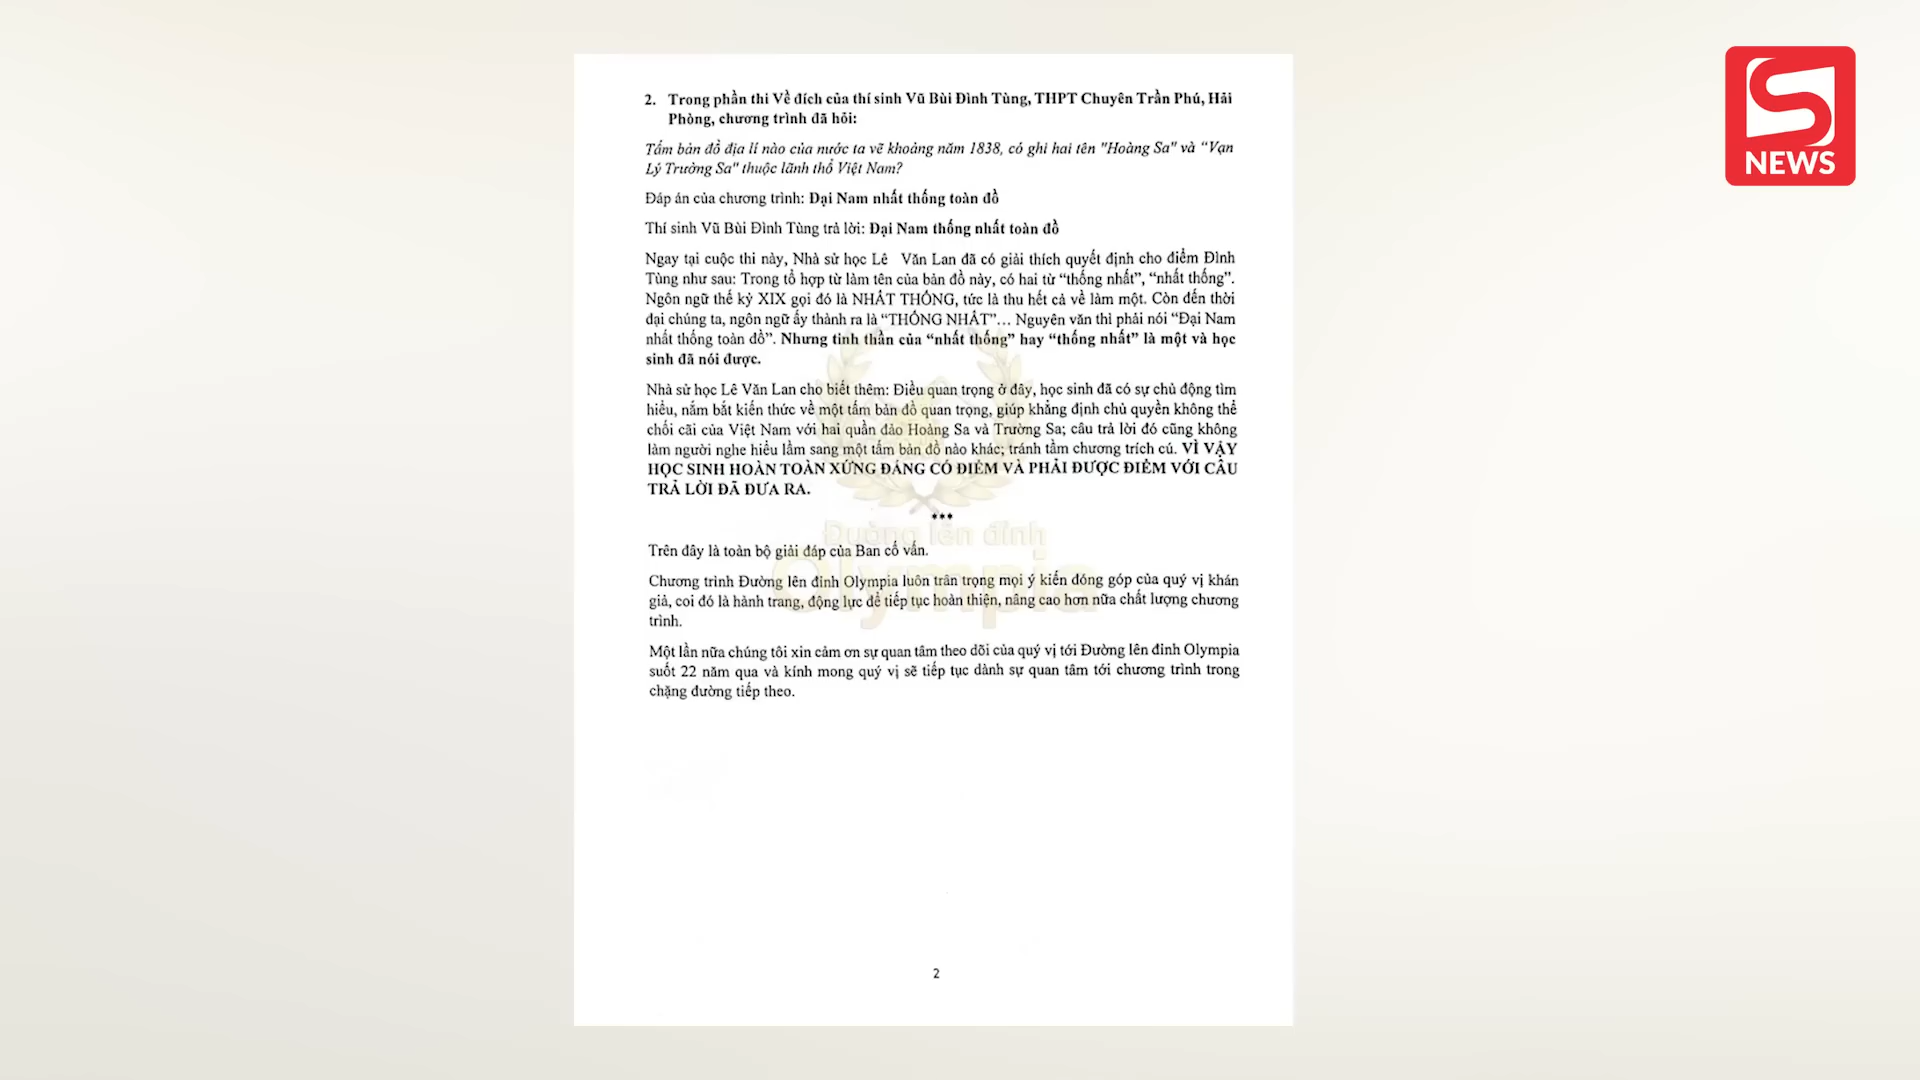 2. Trong phần thi Về đích của thí sinh Vũ Bùi Đình Tùng, THPT Chuyên Trần Phú, Hải
Phòng, chương trình đã hỏi:
Tấm bản đồ địa lí nào của nước ta vẽ khoảng năm 1838, có ghi hai tên "Hoàng Sa" và “Vạn
Lý Trường Sa" thuộc lãnh thổ Việt Nam?
Đáp án của chương trình: Đại Nam nhất thống toàn đồ
Thí sinh Vũ Bùi Đình Tùng trả lời: Đại Nam thống nhất toàn đồ
Ngay tại cuộc thi này, Nhà sử học Lê Văn Lan đã có giải thích quyết định cho điểm Đình
Tùng như sau: Trong tổ hợp từ làm tên của bản đồ này, có hai từ “thống nhất”, “nhất thống”.
Ngôn ngữ thế kỷ XIX gọi đó là NHẤT THỐNG, tức là thu hết cả về làm một. Còn đến thời
đại chúng ta, ngôn ngữ ấy thành ra là “THỐNG NHẤT”... Nguyên văn thì phải nói “Đại Nam
nhất thống toàn đồ”. Nhưng tinh thần của “nhất thống” hay “thống nhất” là một và học
sinh đã nói được.
Nhà sử học Lê Văn Lan cho biết thêm: Điều quan trọng ở đây, học sinh đã có sự chủ động tìm
hiểu, nắm bắt kiến thức về một tấm bản đồ quan trọng, giúp khẳng định chủ quyền không thể
chối cãi của Việt Nam với hai quần đảo Hoàng Sa và Trường Sa; câu trả lời đó cũng không
làm người nghe hiểu lầm sang một tấm bản đồ nào khác; tránh tầm chương trích cú. VÌ VẬY
HỌC SINH HOÀN TOÀN XỨNG ĐÁNG CÓ ĐIỂM VÀ PHẢI ĐƯỢC ĐIỂM VỚI CÂU
TRẢ LỜI ĐÃ ĐƯA RA.
***
Đường lên đỉnh
Trên đây là toàn bộ giải đáp của Ban cố vấn.
Olympia
Chương trình Đường lên đỉnh Olympia luôn trân trọng mọi ý kiến đóng góp của quý vị khán
giả, coi đó là hành trang, động lực để tiếp tục hoàn thiện, nâng cao hơn nữa chất lượng chương
trình.
Một lần nữa chúng tôi xin cảm ơn sự quan tâm theo dõi của quý vị tới Đường lên đỉnh Olympia
suốt 22 năm qua và kính mong quý vị sẽ tiếp tục dành sự quan tâm tới chương trình trong
chặng đường tiếp theo.
2
S
NEWS